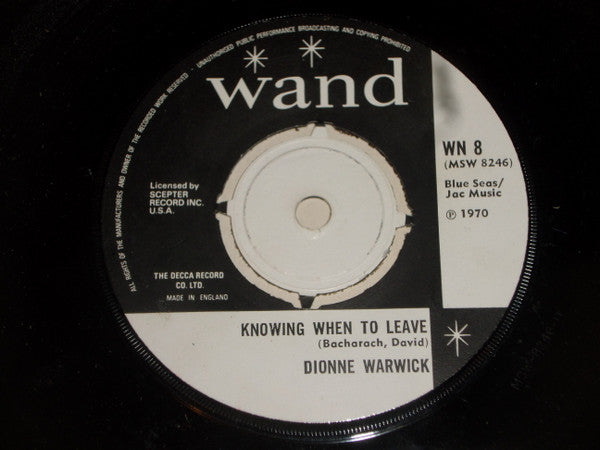 ALL RIGHTS OF THE MANUFACTURERS AND OWNER OF THE RECORDED WORK RESERVED · UNAUTHORISED PUBLIC PERFORMANCE BROADCASTING AND COPYING PROHIBITED
wand
WN 8
(MSW 8246)
Blue Seas/
Jac Music
℗ 1970
Licensed by
SCEPTER
RECORD INC.
U.S.A.
THE DECCA RECORD
CO. LTD.
MADE IN ENGLAND
KNOWING WHEN TO LEAVE
(Bacharach, David)
DIONNE WARWICK